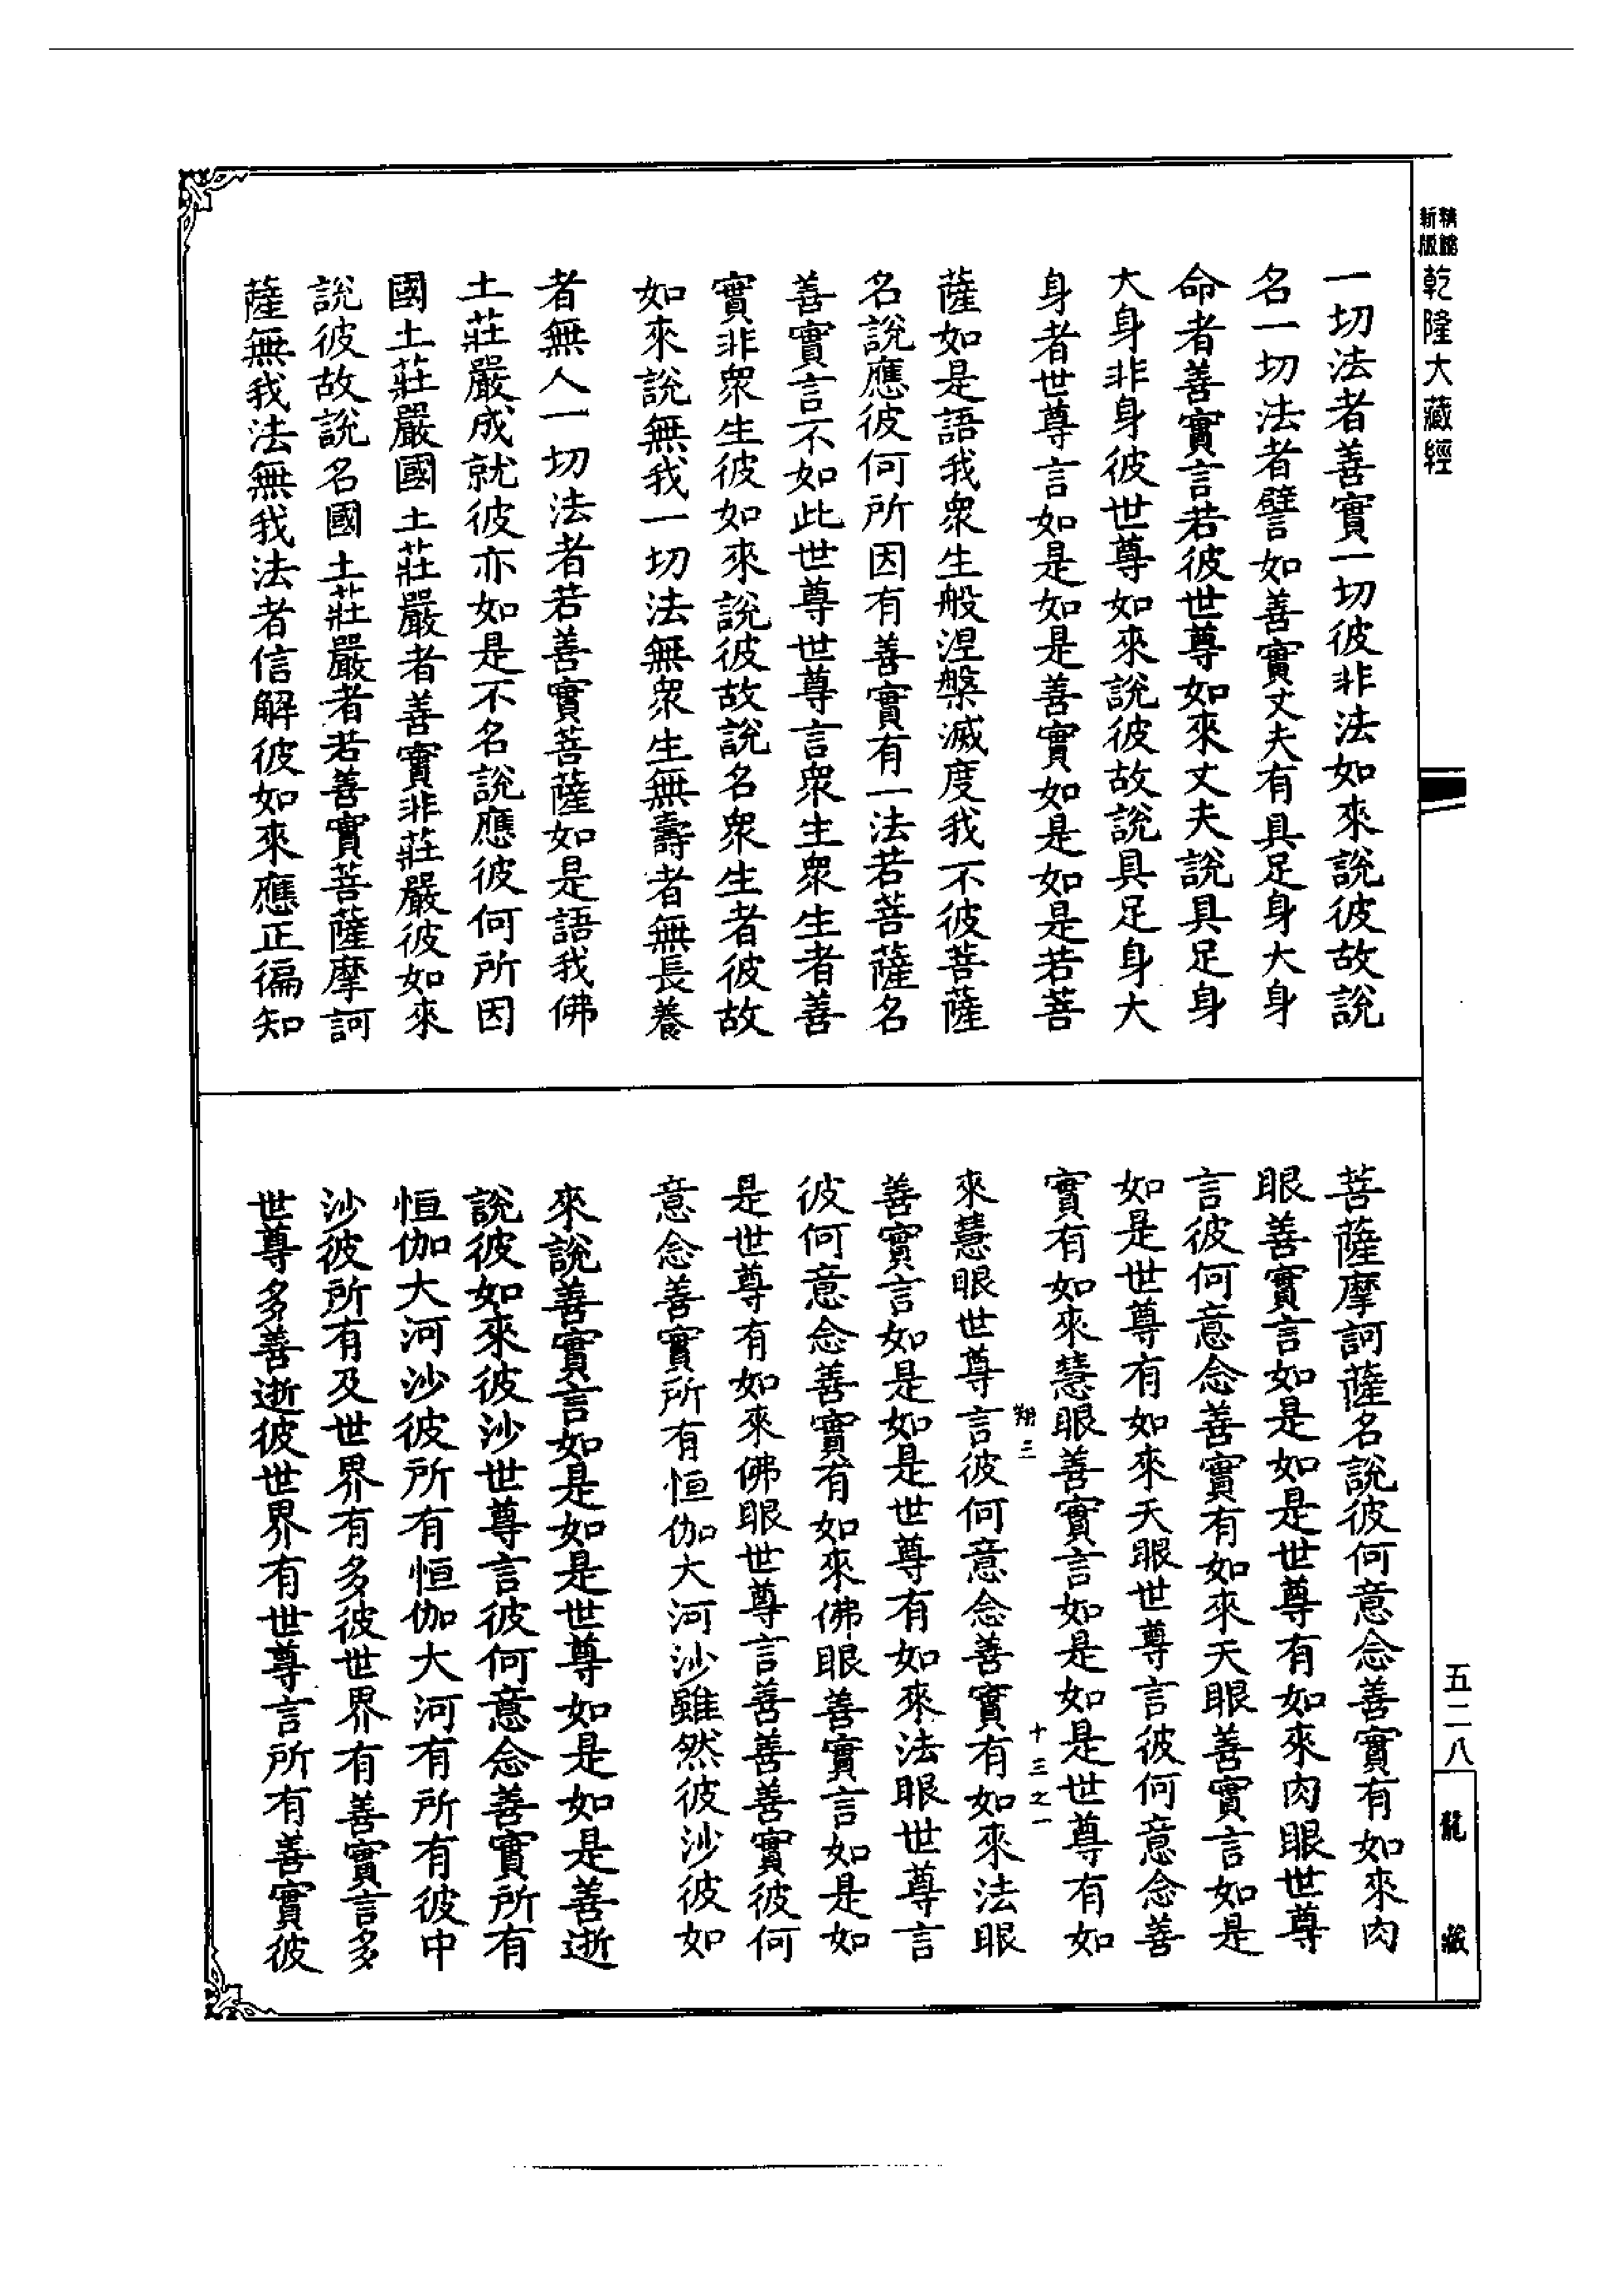 新版
精縮
乾隆大藏經
一切法者善實一切彼非法如來說彼故說
名一切法者譬如善實丈夫有具足身大身
命者善實言若彼世尊如來丈夫說具足身
大身非身彼世尊如來說彼故說具足身大
身者世尊言如是如是善實如是如是若菩
薩如是語我眾生般涅槃滅度我不彼菩薩
名說應彼何所因有善實有一法若菩薩名
善實言不如此世尊世尊言眾生眾生者善
實非眾生彼如來說彼故說名眾生者彼故
如來說無我一切法無眾生無壽者無長養
者無人一切法者若善實菩薩如是語我佛
土莊嚴成就彼亦如是不名說應彼何所因
國土莊嚴國土莊嚴者善實非莊嚴彼如來
說彼故說名國土莊嚴者若善實菩薩摩訶
薩無我法無我法者信解彼如來應正徧知
菩薩摩訶薩名說彼何意念善實有如來肉
眼善實言如是如是世尊有如來肉眼世尊
言彼何意念善實有如來天眼善實言如是
如是世尊有如來天眼世尊言彼何意念善
實有如來慧眼善實言如是如是世尊有如
翔三
十三之一
來慧眼世尊言彼何意念善實有如來法眼
善實言如是如是世尊有如來法眼世尊言
彼何意念善實有如來佛眼善實言如是如
是世尊有如來佛眼世尊言善善善實彼何
意念善實所有恒伽大河沙雖然彼沙彼如
來說善實言如是如是世尊如是如是善逝
說彼如來彼沙世尊言彼何意念善實所有
恒伽大河沙彼所有恒伽大河有所有彼中
沙彼所有及世界有多彼世界有善實言多
世尊多善逝彼世界有世尊言所有善實彼
五二八
龍藏